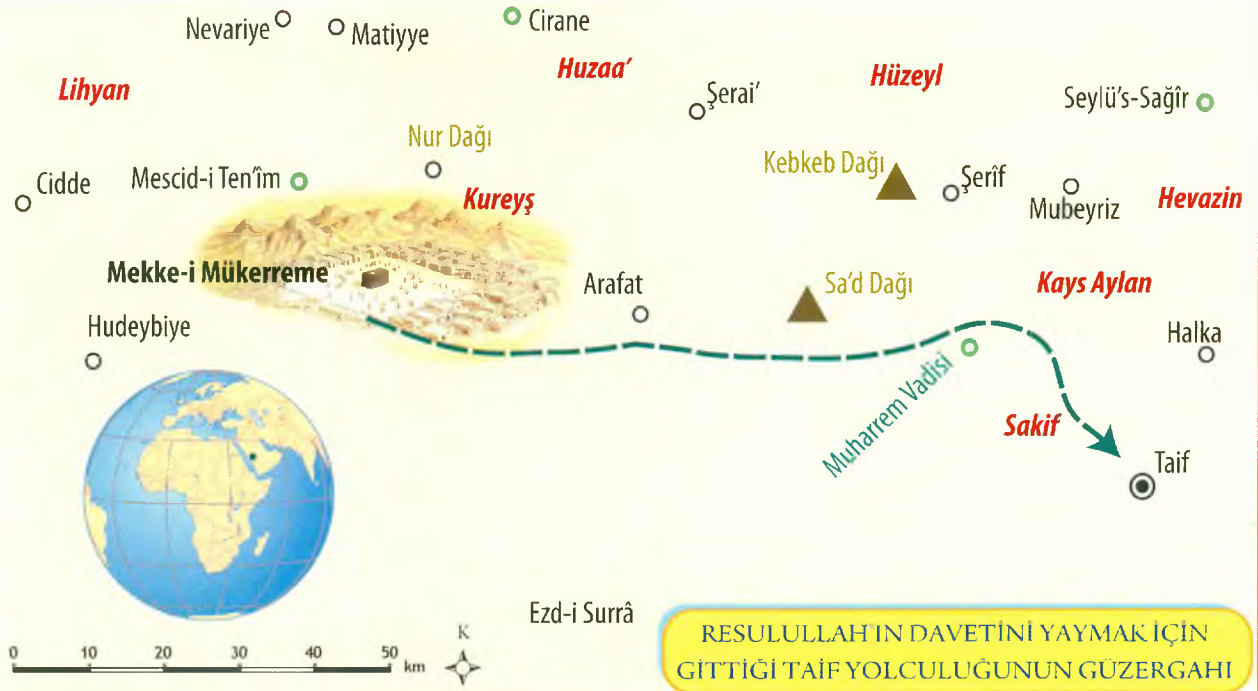 Nevariye
Matiyye
Cirane
Lihyan
Huzaa'
Hüzeyl
Şerai'
Seylü's-Sağîr
Nur Dağı
Kebkeb Dağı
Cidde
Mescid-i Ten'îm
Kureyş
Şerîf
Mubeyriz
Hevazin
Mekke-i Mükerreme
Arafat
Sa'd Dağı
Kays Aylan
Hudeybiye
Halka
Muharrem Vadisi
Sakif
Taif
Ezd-i Surrâ
K
0 10 20 30 40 50
km
RESULULLAH'IN DAVETİNİ YAYMAK İÇİN
GİTTİĞİ TAİF YOLCULUĞUNUN GÜZERGAHI